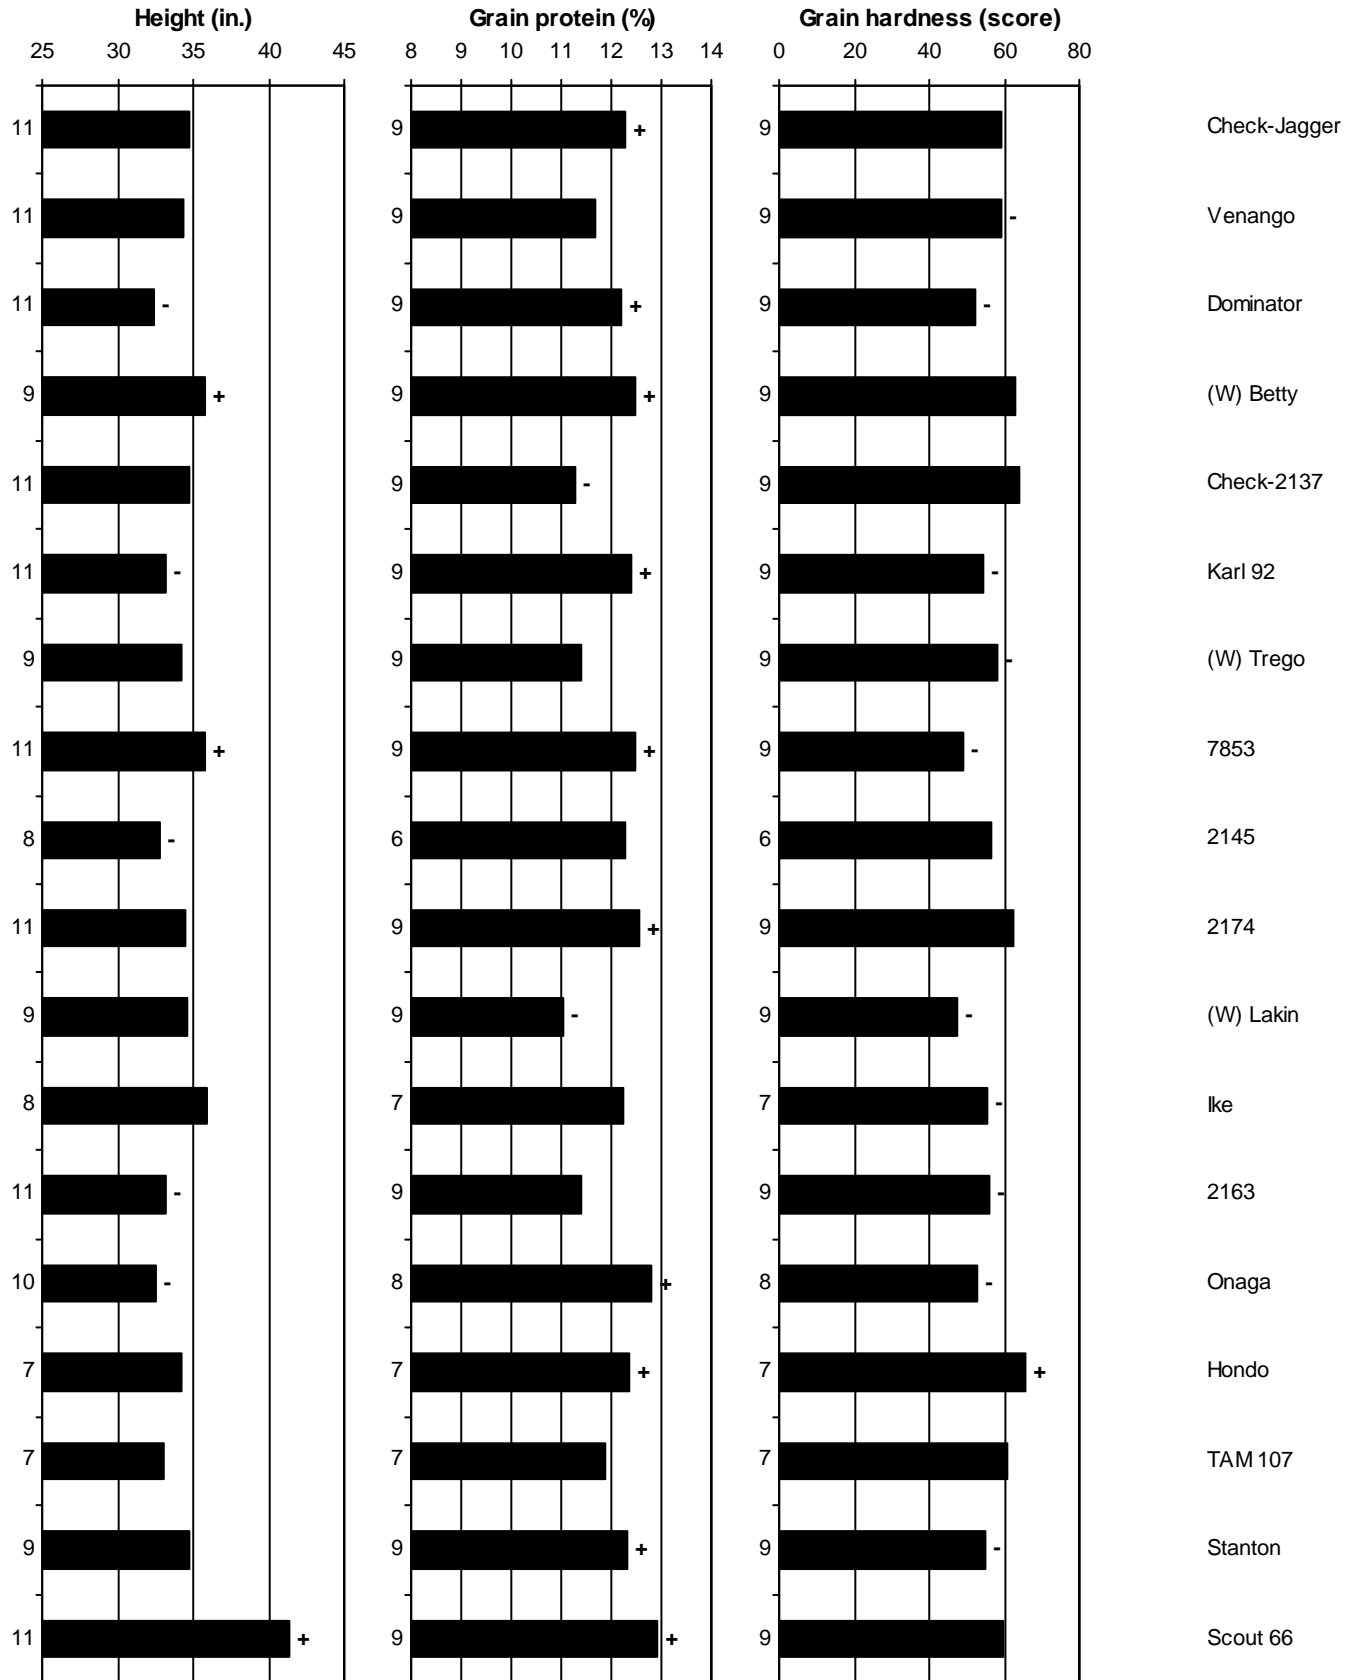 Height (in.) Grain protein (%) Grain hardness (score)
25 30 35 40 45 8 9 10 11 12 13 14 0 20 40 60 80
11 9 + 9 Check-Jagger
11 9 9 - Venango
11 - 9 + 9 - Dominator
9 + 9 + 9 (W) Betty
11 9 - 9 Check-2137
11 - 9 + 9 - Karl 92
9 9 9 - (W) Trego
11 + 9 + 9 - 7853
8 - 6 6 2145
11 9 + 9 2174
9 9 - 9 - (W) Lakin
8 7 7 - Ike
11 - 9 9 - 2163
10 - 8 + 8 - Onaga
7 7 + 7 + Hondo
7 7 7 TAM 107
9 9 + 9 - Stanton
11 + 9 + 9 Scout 66